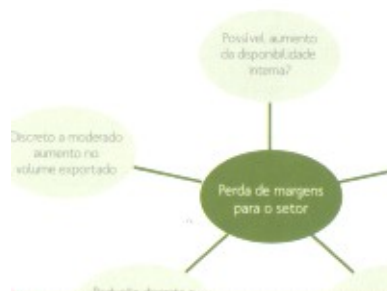 Possível aumento
da disponibilidade
interna?
Discreto a moderado
aumento no
volume exportado
Perda de margens
para o setor